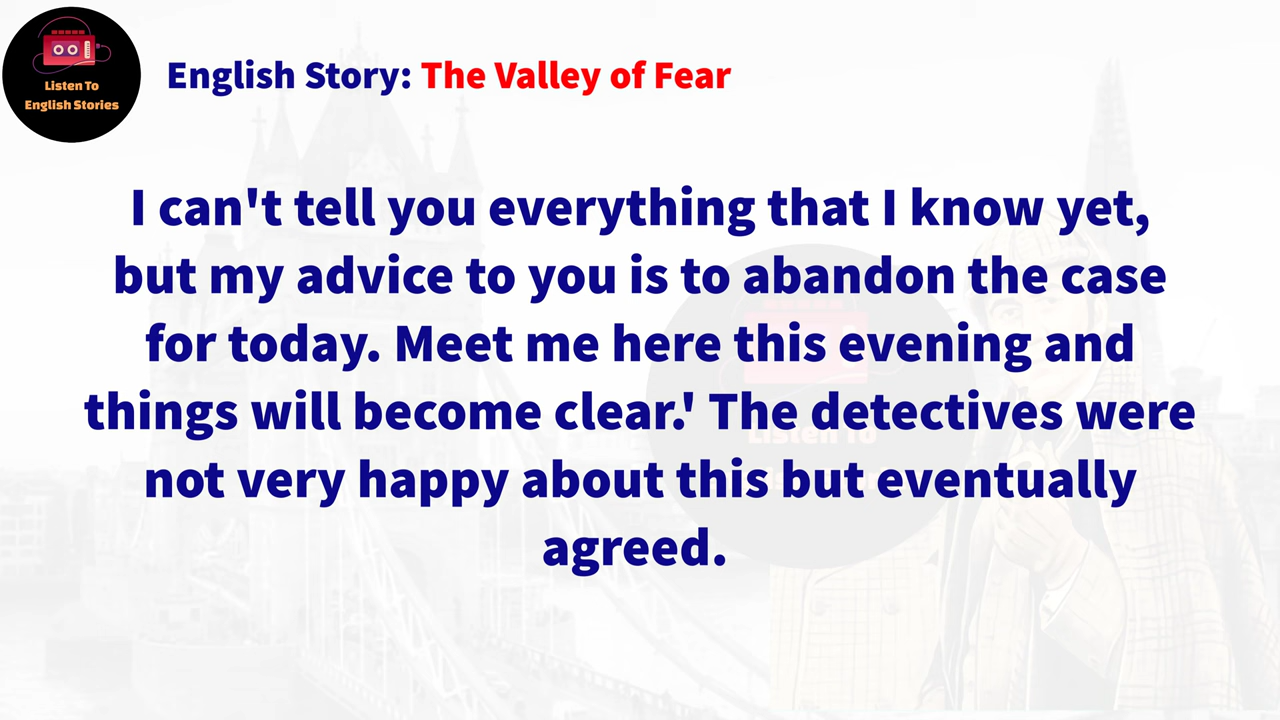 Listen To
English Stories
English Story: The Valley of Fear
I can't tell you everything that I know yet,
but my advice to you is to abandon the case
for today. Meet me here this evening and
things will become clear.' The detectives were
not very happy about this but eventually
agreed.
Listen To